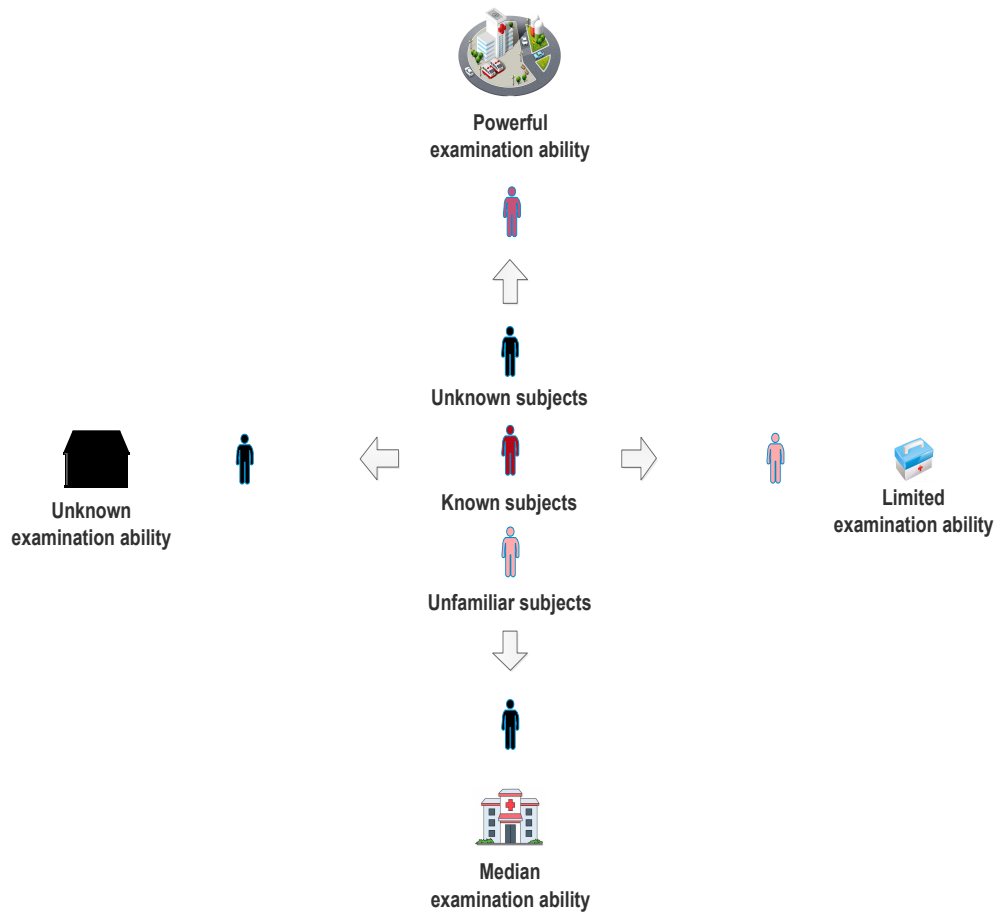 Powerful
examination ability
Unknown subjects
Known subjects
Unknown
examination ability
Limited
examination ability
Unfamiliar subjects
Median
examination ability